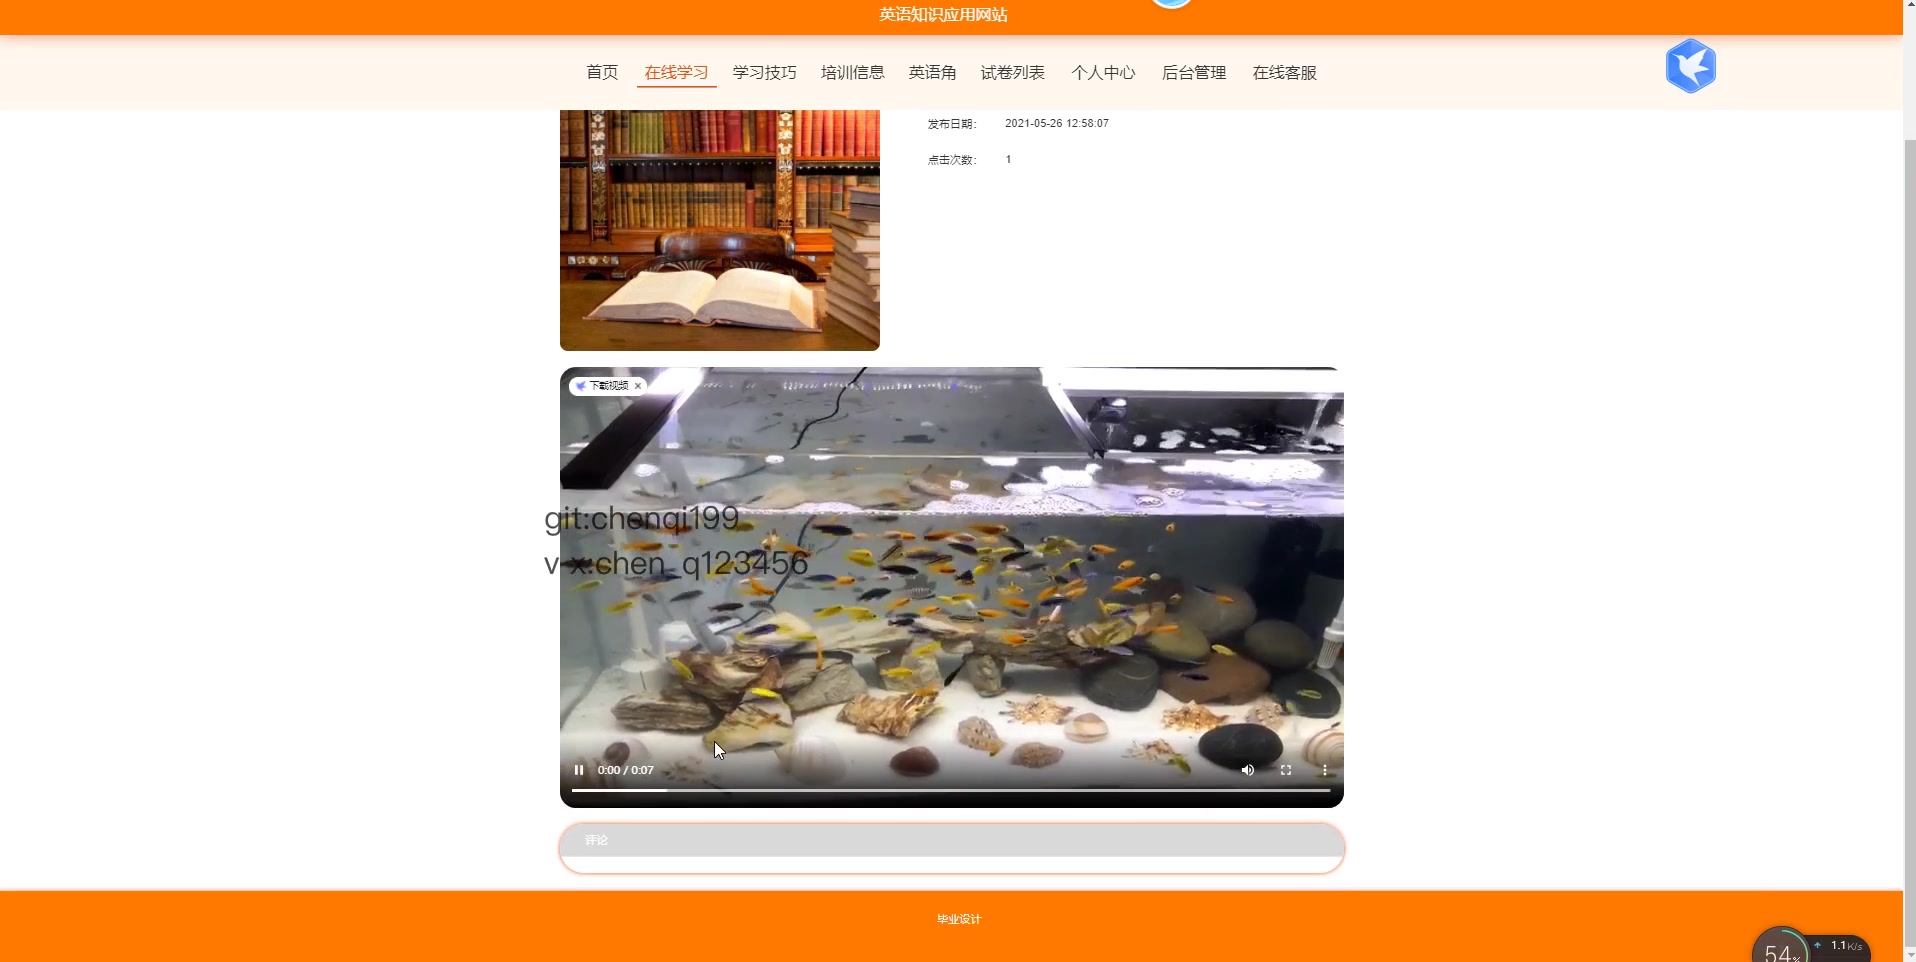 英语知识应用网站
首页 在线学习 学习技巧 培训信息 英语角 试卷列表 个人中心 后台管理 在线客服
发布日期： 2021-05-26 12:58:07
点击次数： 1
下载视频 ×
git:chenqi199
v-x:chen_q123456
0:00 / 0:07
评论
毕业设计
54% 1.1K/s